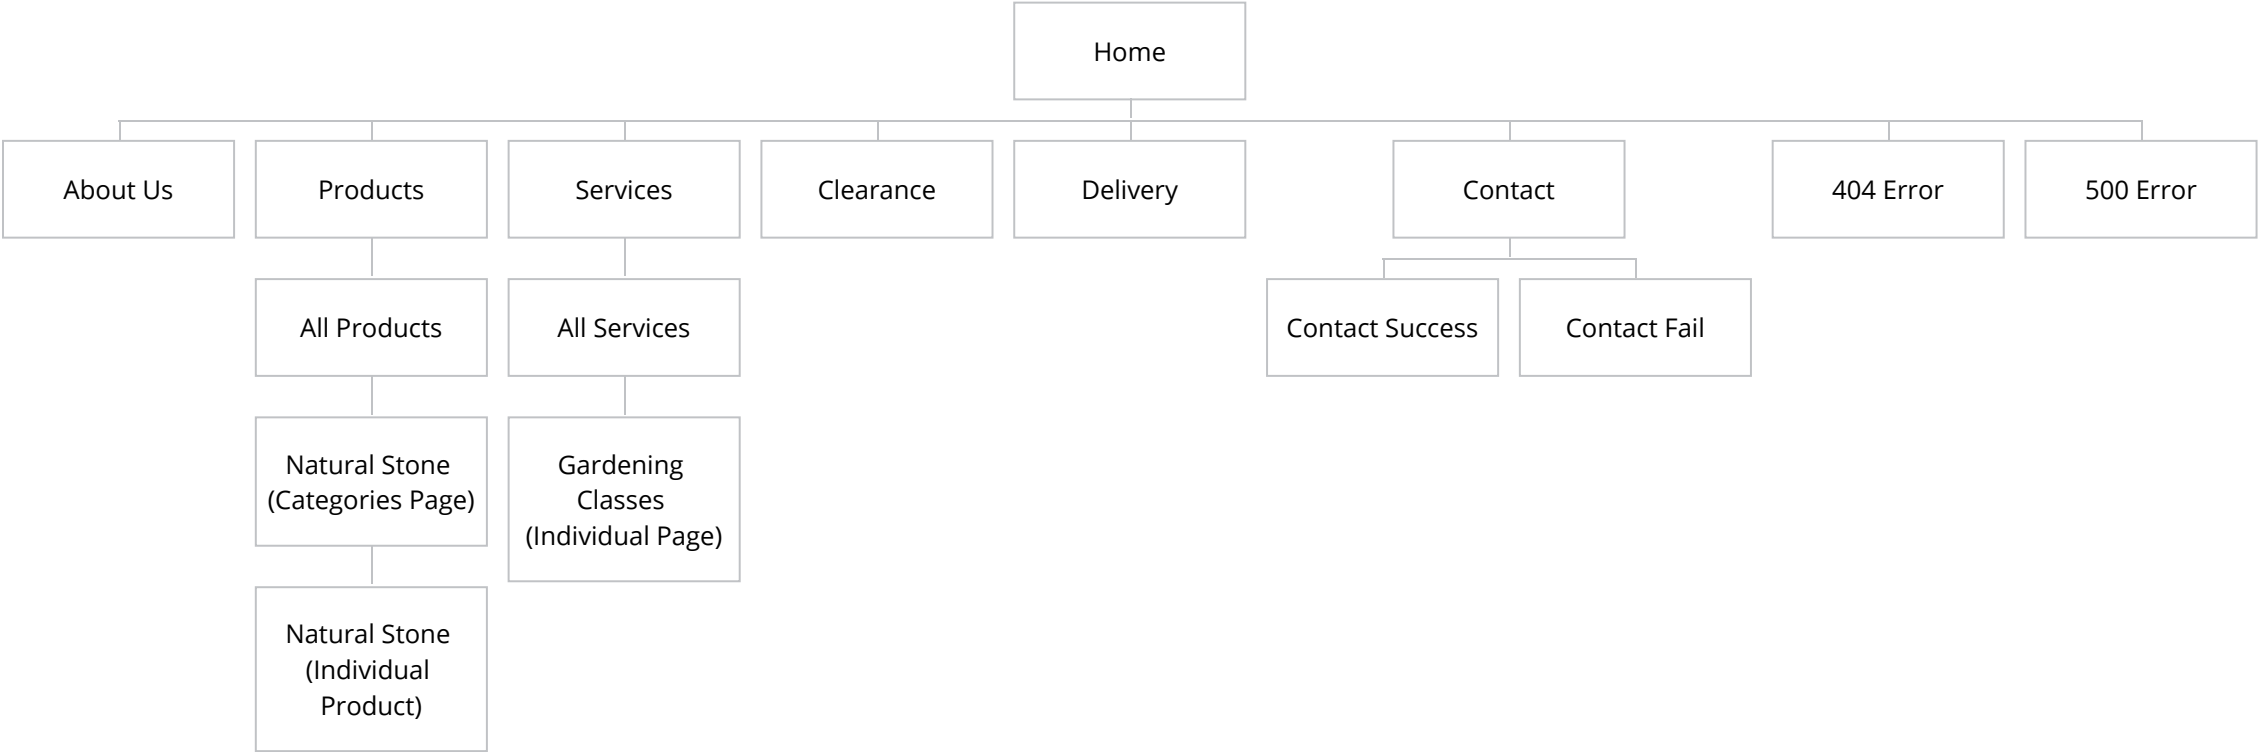 Home
About Us
Products
Services
Clearance
Delivery
Contact
404 Error
500 Error
All Products
All Services
Contact Success
Contact Fail
Natural Stone
(Categories Page)
Gardening
Classes
(Individual Page)
Natural Stone
(Individual
Product)